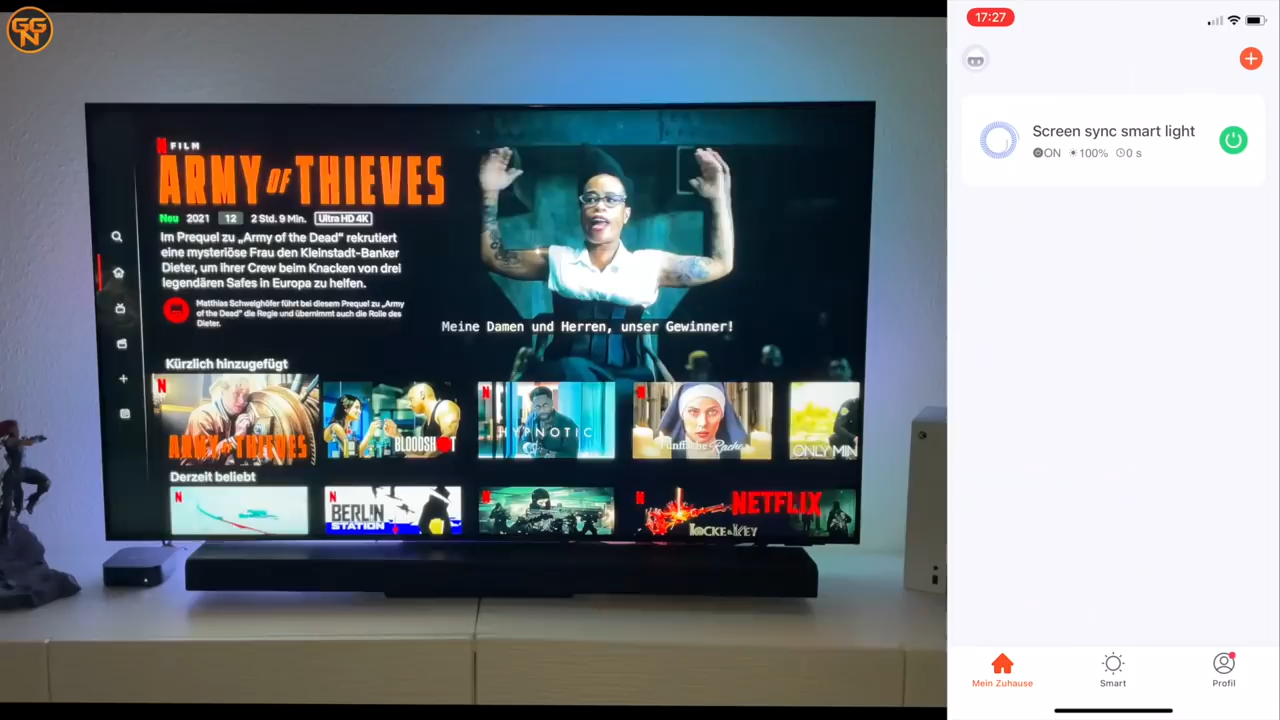 GGN
FILM
ARMY OF THIEVES
Neu 2021 12 2 Std. 9 Min. Ultra HD 4K
Im Prequel zu „Army of the Dead“ rekrutiert
eine mysteriöse Frau den Kleinstadt-Banker
Dieter, um ihrer Crew beim Knacken von drei
legendären Safes in Europa zu helfen.
Matthias Schweighöfer führt bei diesem Prequel zu „Army
of the Dead“ die Regie und übernimmt auch die Rolle des
Dieter.
Meine Damen und Herren, unser Gewinner!
Kürzlich hinzugefügt
N
ARMY OF THIEVES
BLOODSHOT
N
HYPNOTIC
N
Fünffache Rache
ONLY MIN
Derzeit beliebt
N
N
BERLIN
STATION
N
N
NETFLIX
LOCKE & KEY
17:27
Screen sync smart light
ON 100% 0 s
Mein Zuhause
Smart
Profil